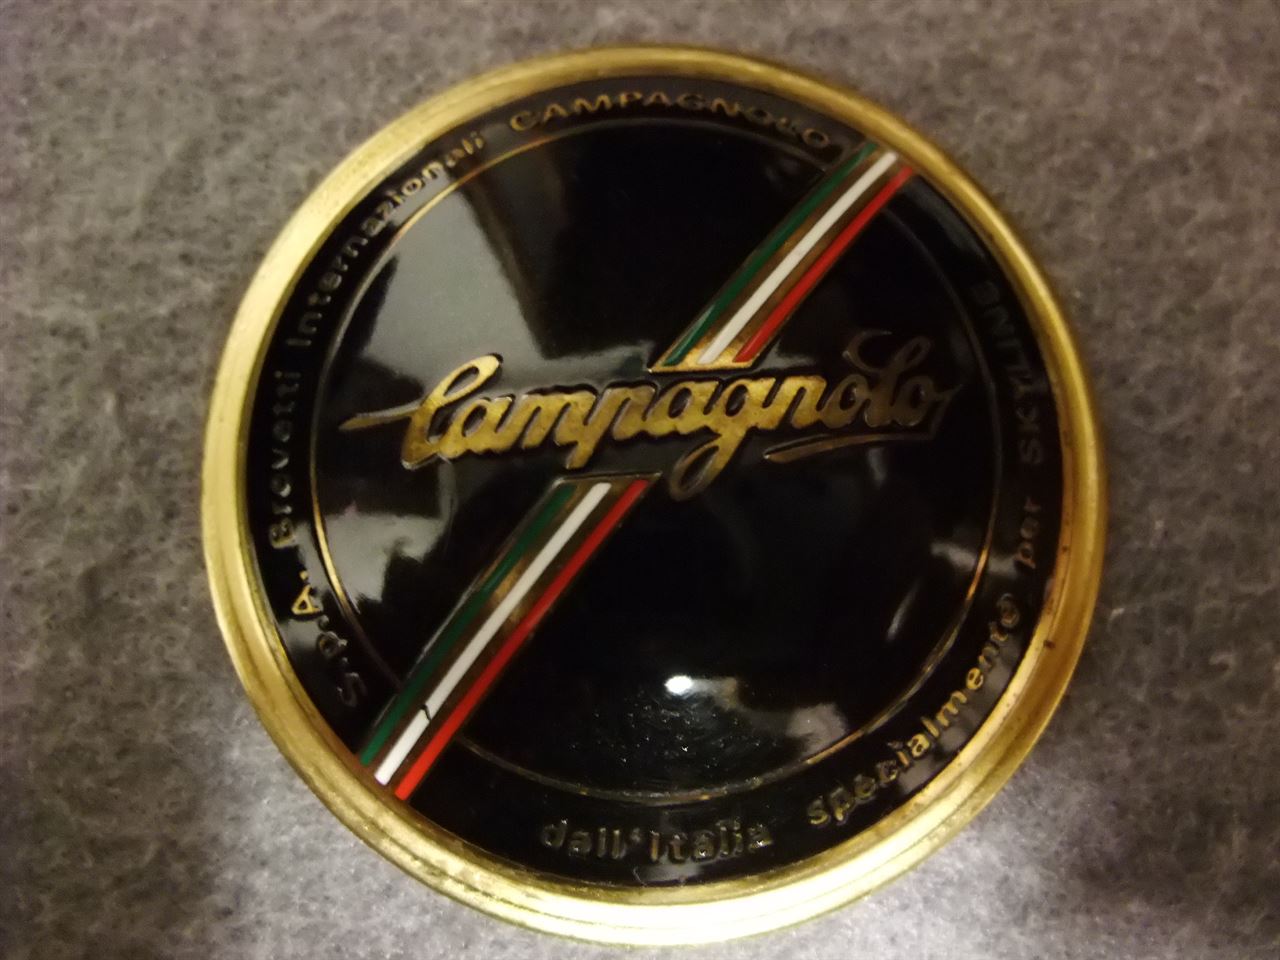 S.p.A. Brevetti Internazionali CAMPAGNOLO
Campagnolo
dall'Italia specialmente per SKYLINE